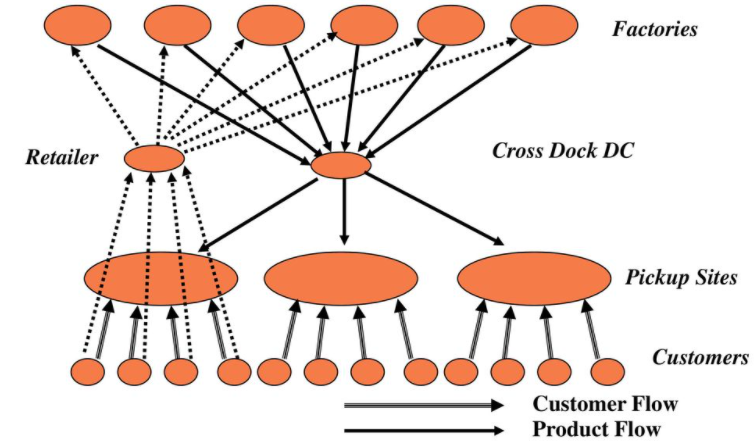 Factories
Retailer
Cross Dock DC
Pickup Sites
Customers
Customer Flow
Product Flow